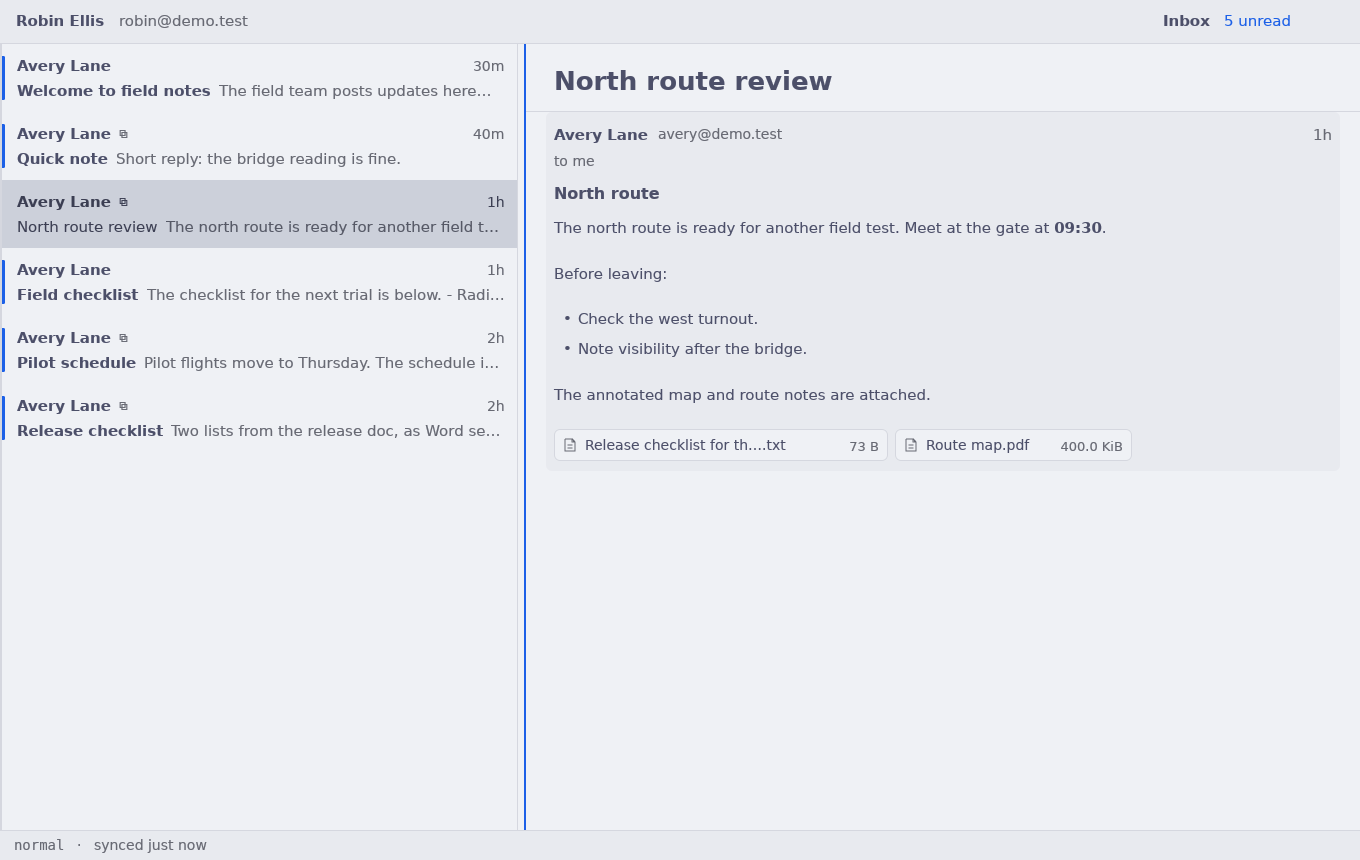 Robin Ellis robin@demo.test
Inbox 5 unread
Avery Lane 30m
Welcome to field notes The field team posts updates here…
Avery Lane 40m
Quick note Short reply: the bridge reading is fine.
Avery Lane 1h
North route review The north route is ready for another field t…
Avery Lane 1h
Field checklist The checklist for the next trial is below. - Radi…
Avery Lane 2h
Pilot schedule Pilot flights move to Thursday. The schedule i…
Avery Lane 2h
Release checklist Two lists from the release doc, as Word se…
North route review
Avery Lane avery@demo.test 1h
to me
North route
The north route is ready for another field test. Meet at the gate at 09:30.
Before leaving:
• Check the west turnout.
• Note visibility after the bridge.
The annotated map and route notes are attached.
Release checklist for th….txt 73 B Route map.pdf 400.0 KiB
normal · synced just now